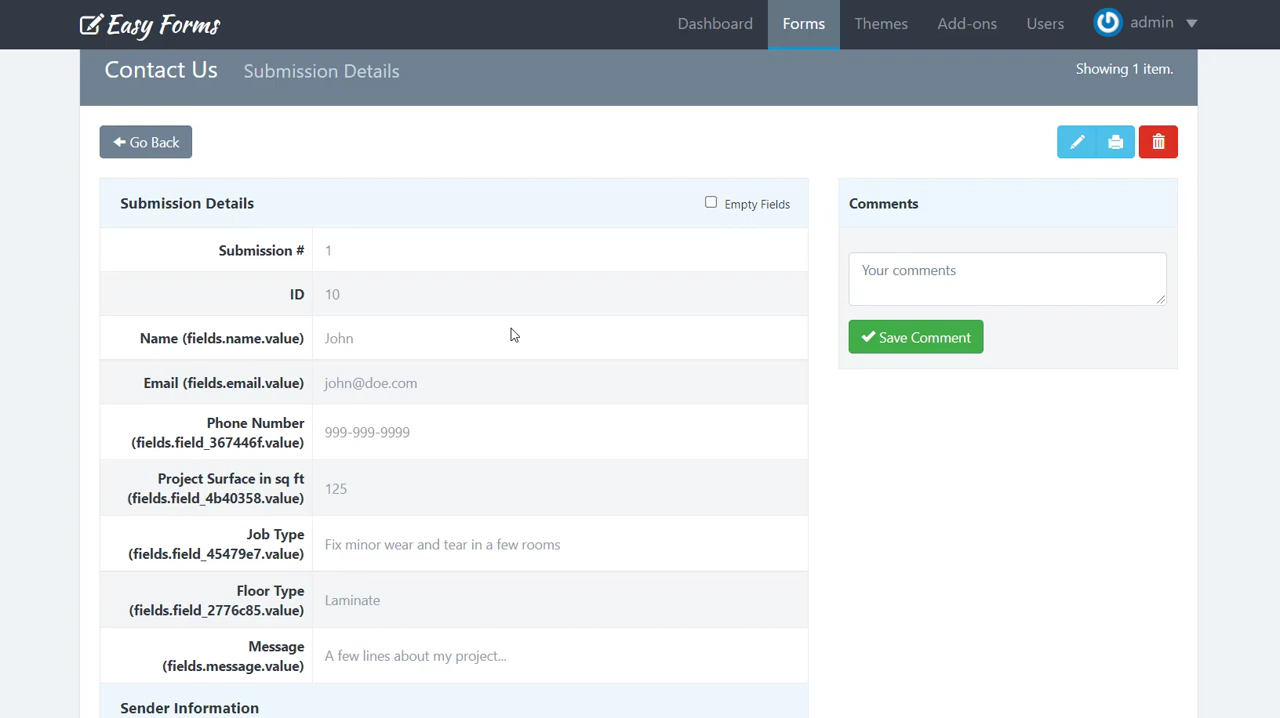 Easy Forms Dashboard Forms Themes Add-ons Users admin
Contact Us Submission Details Showing 1 item.
Go Back
Submission Details Empty Fields
Submission # 1
ID 10
Name (fields.name.value) John
Email (fields.email.value) john@doe.com
Phone Number
(fields.field_367446f.value) 999-999-9999
Project Surface in sq ft
(fields.field_4b40358.value) 125
Job Type
(fields.field_45479e7.value) Fix minor wear and tear in a few rooms
Floor Type
(fields.field_2776c85.value) Laminate
Message
(fields.message.value) A few lines about my project...
Sender Information
Comments
Your comments
Save Comment